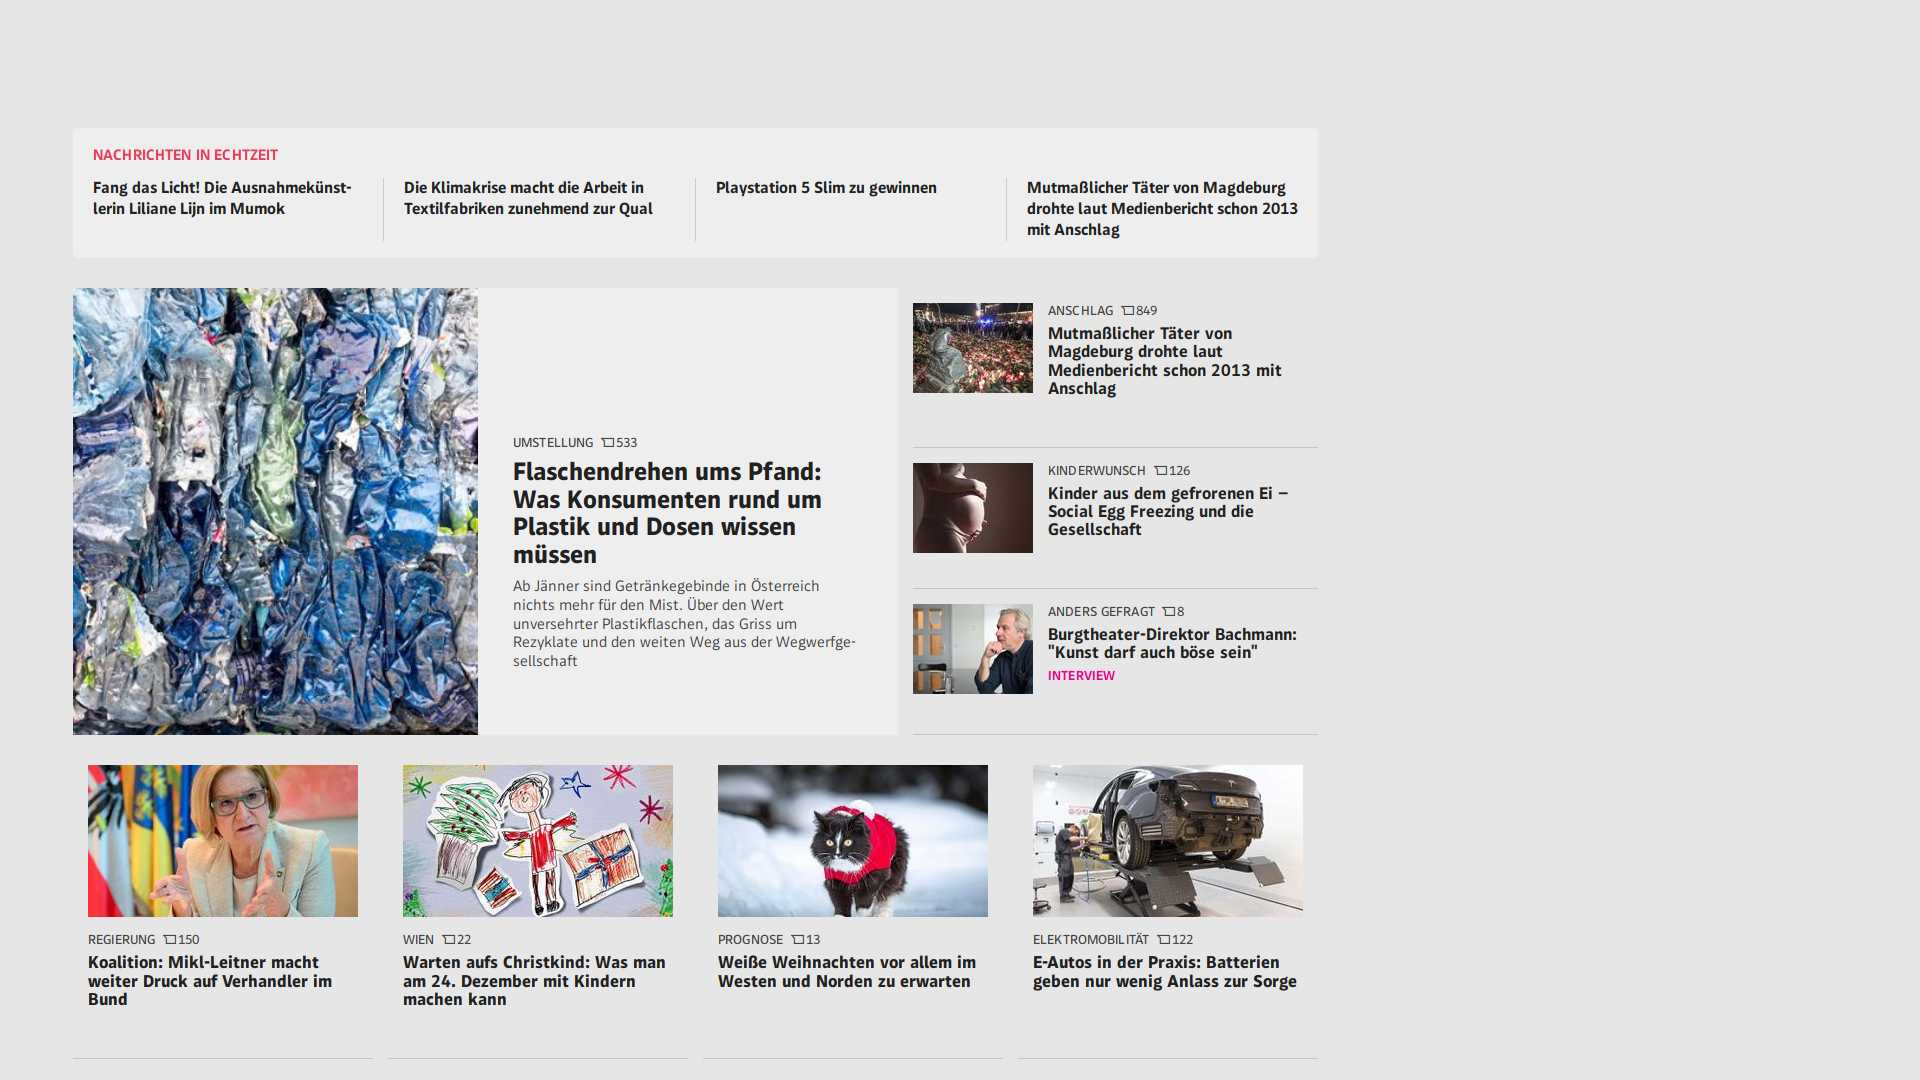 NACHRICHTEN IN ECHTZEIT
Fang das Licht! Die Ausnahmekünst-
lerin Liliane Lijn im Mumok
Die Klimakrise macht die Arbeit in
Textilfabriken zunehmend zur Qual
Playstation 5 Slim zu gewinnen
Mutmaßlicher Täter von Magdeburg
drohte laut Medienbericht schon 2013
mit Anschlag
UMSTELLUNG 533
Flaschendrehen ums Pfand:
Was Konsumenten rund um
Plastik und Dosen wissen
müssen
Ab Jänner sind Getränkegebinde in Österreich
nichts mehr für den Mist. Über den Wert
unversehrter Plastikflaschen, das Griss um
Rezyklate und den weiten Weg aus der Wegwerfge-
sellschaft
ANSCHLAG 849
Mutmaßlicher Täter von
Magdeburg drohte laut
Medienbericht schon 2013 mit
Anschlag
KINDERWUNSCH 126
Kinder aus dem gefrorenen Ei –
Social Egg Freezing und die
Gesellschaft
ANDERS GEFRAGT 8
Burgtheater-Direktor Bachmann:
"Kunst darf auch böse sein"
INTERVIEW
REGIERUNG 150
Koalition: Mikl-Leitner macht
weiter Druck auf Verhandler im
Bund
WIEN 22
Warten aufs Christkind: Was man
am 24. Dezember mit Kindern
machen kann
PROGNOSE 13
Weiße Weihnachten vor allem im
Westen und Norden zu erwarten
ELEKTROMOBILITÄT 122
E-Autos in der Praxis: Batterien
geben nur wenig Anlass zur Sorge